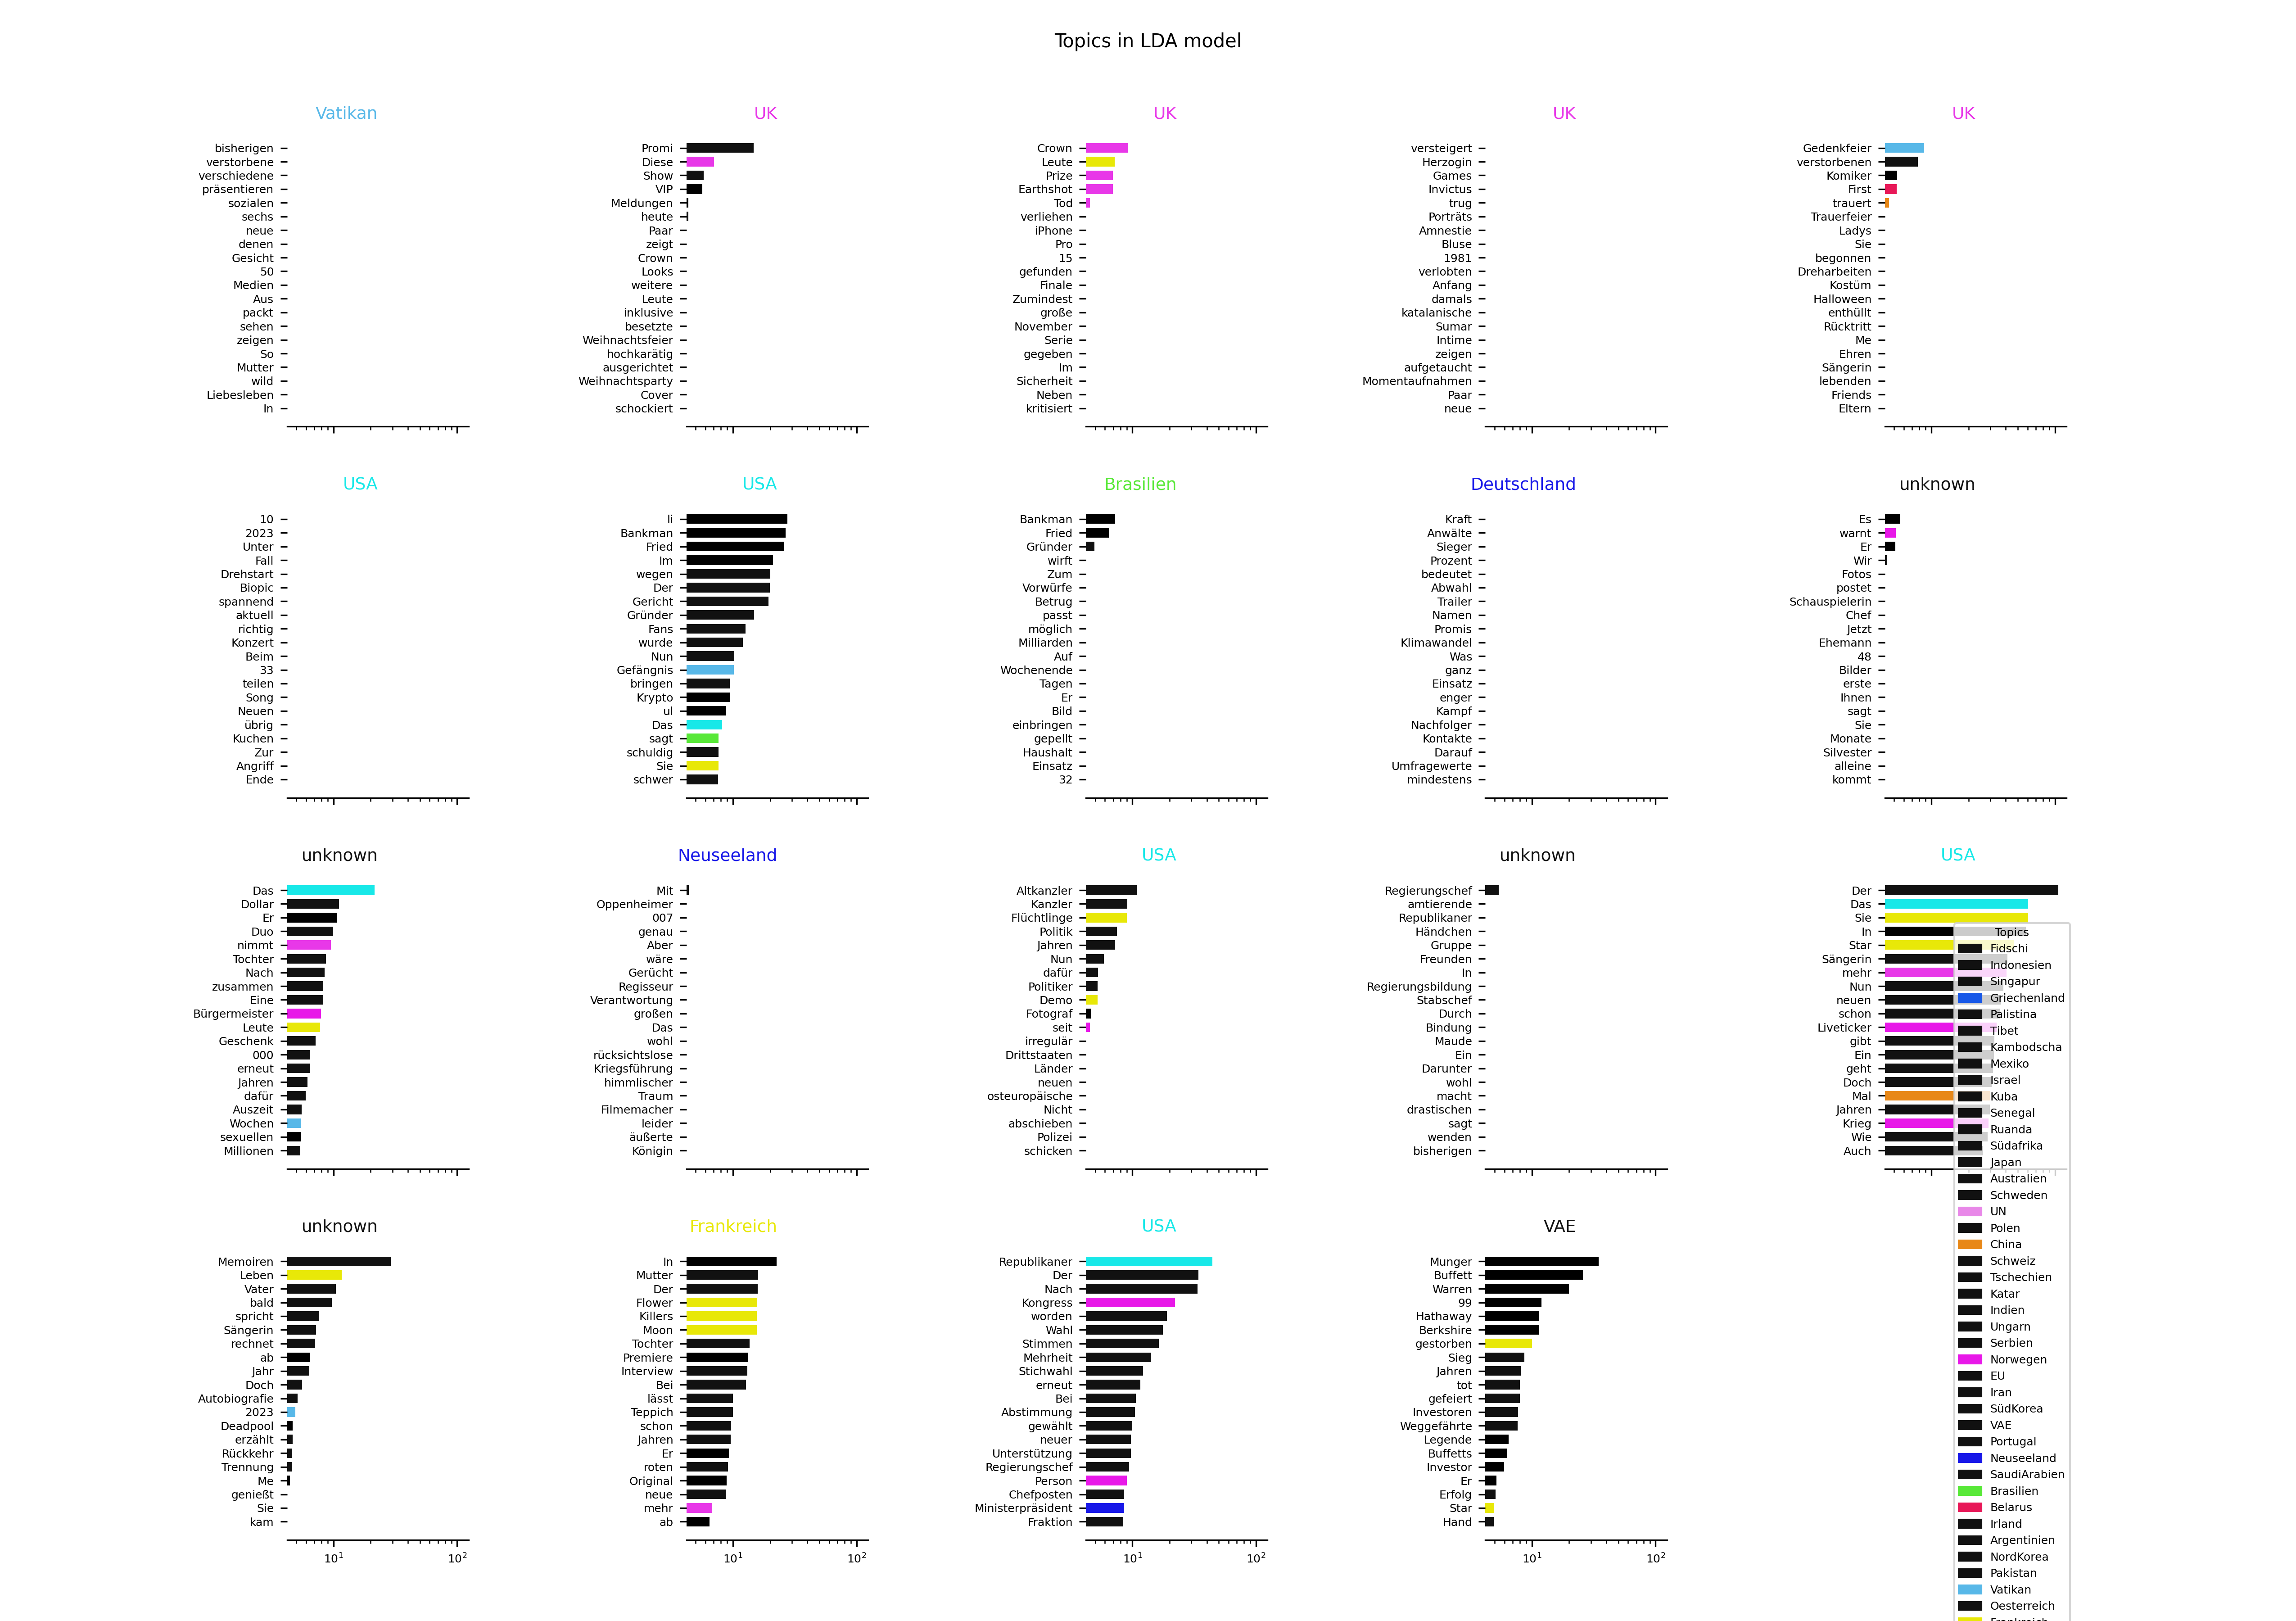 Topics in LDA model
Vatikan
bisherigen
verstorbene
verschiedene
präsentieren
sozialen
sechs
neue
denen
Gesicht
50
Medien
Aus
packt
sehen
zeigen
So
Mutter
wild
Liebesleben
In
UK
Promi
Diese
Show
VIP
Meldungen
heute
Paar
zeigt
Crown
Looks
weitere
Leute
inklusive
besetzte
Weihnachtsfeier
hochkarätig
ausgerichtet
Weihnachtsparty
Cover
schockiert
UK
Crown
Leute
Prize
Earthshot
Tod
verliehen
iPhone
Pro
15
gefunden
Finale
Zumindest
große
November
Serie
gegeben
Im
Sicherheit
Neben
kritisiert
UK
versteigert
Herzogin
Games
Invictus
trug
Porträts
Amnestie
Bluse
1981
verlobten
Anfang
damals
katalanische
Sumar
Intime
zeigen
aufgetaucht
Momentaufnahmen
Paar
neue
UK
Gedenkfeier
verstorbenen
Komiker
First
trauert
Trauerfeier
Ladys
Sie
begonnen
Dreharbeiten
Kostüm
Halloween
enthüllt
Rücktritt
Me
Ehren
Sängerin
lebenden
Friends
Eltern
USA
10
2023
Unter
Fall
Drehstart
Biopic
spannend
aktuell
richtig
Konzert
Beim
33
teilen
Song
Neuen
übrig
Kuchen
Zur
Angriff
Ende
USA
li
Bankman
Fried
Im
wegen
Der
Gericht
Gründer
Fans
wurde
Nun
Gefängnis
bringen
Krypto
ul
Das
sagt
schuldig
Sie
schwer
Brasilien
Bankman
Fried
Gründer
wirft
Zum
Vorwürfe
Betrug
passt
möglich
Milliarden
Auf
Wochenende
Tagen
Er
Bild
einbringen
gepellt
Haushalt
Einsatz
32
Deutschland
Kraft
Anwälte
Sieger
Prozent
bedeutet
Abwahl
Trailer
Namen
Promis
Klimawandel
Was
ganz
Einsatz
enger
Kampf
Nachfolger
Kontakte
Darauf
Umfragewerte
mindestens
unknown
Es
warnt
Er
Wir
Fotos
postet
Schauspielerin
Chef
Jetzt
Ehemann
48
Bilder
erste
Ihnen
sagt
Sie
Monate
Silvester
alleine
kommt
unknown
Das
Dollar
Er
Duo
nimmt
Tochter
Nach
zusammen
Eine
Bürgermeister
Leute
Geschenk
000
erneut
Jahren
dafür
Auszeit
Wochen
sexuellen
Millionen
Neuseeland
Mit
Oppenheimer
007
genau
Aber
wäre
Gerücht
Regisseur
Verantwortung
großen
Das
wohl
rücksichtslose
Kriegsführung
himmlischer
Traum
Filmemacher
leider
äußerte
Königin
USA
Altkanzler
Kanzler
Flüchtlinge
Politik
Jahren
Nun
dafür
Politiker
Demo
Fotograf
seit
irregulär
Drittstaaten
Länder
neuen
osteuropäische
Nicht
abschieben
Polizei
schicken
unknown
Regierungschef
amtierende
Republikaner
Händchen
Gruppe
Freunden
In
Regierungsbildung
Stabschef
Durch
Bindung
Maude
Ein
Darunter
wohl
macht
drastischen
sagt
wenden
bisherigen
USA
Der
Das
Sie
In
Star
Sängerin
mehr
Nun
neuen
schon
Liveticker
gibt
Ein
geht
Doch
Mal
Jahren
Krieg
Wie
Auch
unknown
Memoiren
Leben
Vater
bald
spricht
Sängerin
rechnet
ab
Jahr
Doch
Autobiografie
2023
Deadpool
erzählt
Rückkehr
Trennung
Me
genießt
Sie
kam
10¹ 10²
Frankreich
In
Mutter
Der
Flower
Killers
Moon
Tochter
Premiere
Interview
Bei
lässt
Teppich
schon
Jahren
Er
roten
Original
neue
mehr
ab
10¹ 10²
USA
Republikaner
Der
Nach
Kongress
worden
Wahl
Stimmen
Mehrheit
Stichwahl
erneut
Bei
Abstimmung
gewählt
neuer
Unterstützung
Regierungschef
Person
Chefposten
Ministerpräsident
Fraktion
10¹ 10²
VAE
Munger
Buffett
Warren
99
Hathaway
Berkshire
gestorben
Sieg
Jahren
tot
gefeiert
Investoren
Weggefährte
Legende
Buffetts
Investor
Er
Erfolg
Star
Hand
10¹ 10²
Topics
Fidschi
Indonesien
Singapur
Griechenland
Palistina
Tibet
Kambodscha
Mexiko
Israel
Kuba
Senegal
Ruanda
Südafrika
Japan
Australien
Schweden
UN
Polen
China
Schweiz
Tschechien
Katar
Indien
Ungarn
Serbien
Norwegen
EU
Iran
SüdKorea
VAE
Portugal
Neuseeland
SaudiArabien
Brasilien
Belarus
Irland
Argentinien
NordKorea
Pakistan
Vatikan
Oesterreich